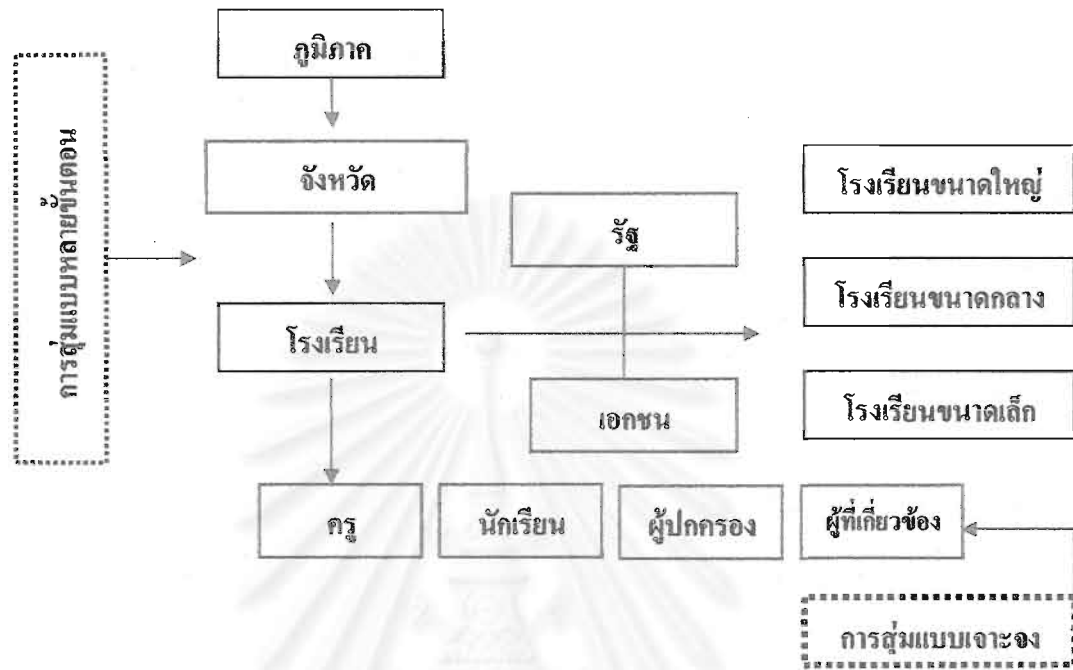 ภูมิภาค
การสุ่มแบบหลายขั้นตอน
จังหวัด
โรงเรียนขนาดใหญ่
รัฐ
โรงเรียนขนาดกลาง
โรงเรียน
โรงเรียนขนาดเล็ก
เอกชน
ครู
นักเรียน
ผู้ปกครอง
ผู้ที่เกี่ยวข้อง
การสุ่มแบบเจาะจง